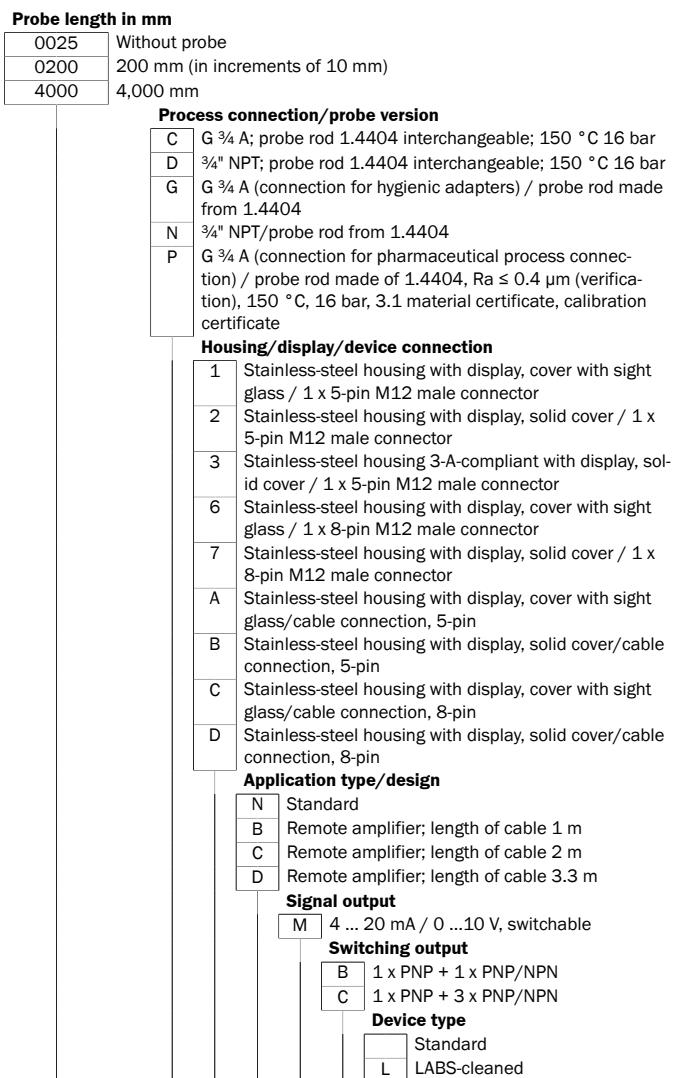 Probe length in mm
0025 Without probe
0200 200 mm (in increments of 10 mm)
4000 4,000 mm
Process connection/probe version
C G ¾ A; probe rod 1.4404 interchangeable; 150 °C 16 bar
D ¾" NPT; probe rod 1.4404 interchangeable; 150 °C 16 bar
G G ¾ A (connection for hygienic adapters) / probe rod made
from 1.4404
N ¾" NPT/probe rod from 1.4404
P G ¾ A (connection for pharmaceutical process connec-
tion) / probe rod made of 1.4404, Ra ≤ 0.4 µm (verifica-
tion), 150 °C, 16 bar, 3.1 material certificate, calibration
certificate
Housing/display/device connection
1 Stainless-steel housing with display, cover with sight
glass / 1 x 5-pin M12 male connector
2 Stainless-steel housing with display, solid cover / 1 x
5-pin M12 male connector
3 Stainless-steel housing 3-A-compliant with display, sol-
id cover / 1 x 5-pin M12 male connector
6 Stainless-steel housing with display, cover with sight
glass / 1 x 8-pin M12 male connector
7 Stainless-steel housing with display, solid cover / 1 x
8-pin M12 male connector
A Stainless-steel housing with display, cover with sight
glass/cable connection, 5-pin
B Stainless-steel housing with display, solid cover/cable
connection, 5-pin
C Stainless-steel housing with display, cover with sight
glass/cable connection, 8-pin
D Stainless-steel housing with display, solid cover/cable
connection, 8-pin
Application type/design
N Standard
B Remote amplifier; length of cable 1 m
C Remote amplifier; length of cable 2 m
D Remote amplifier; length of cable 3.3 m
Signal output
M 4 ... 20 mA / 0 ...10 V, switchable
Switching output
B 1 x PNP + 1 x PNP/NPN
C 1 x PNP + 3 x PNP/NPN
Device type
Standard
L LABS-cleaned